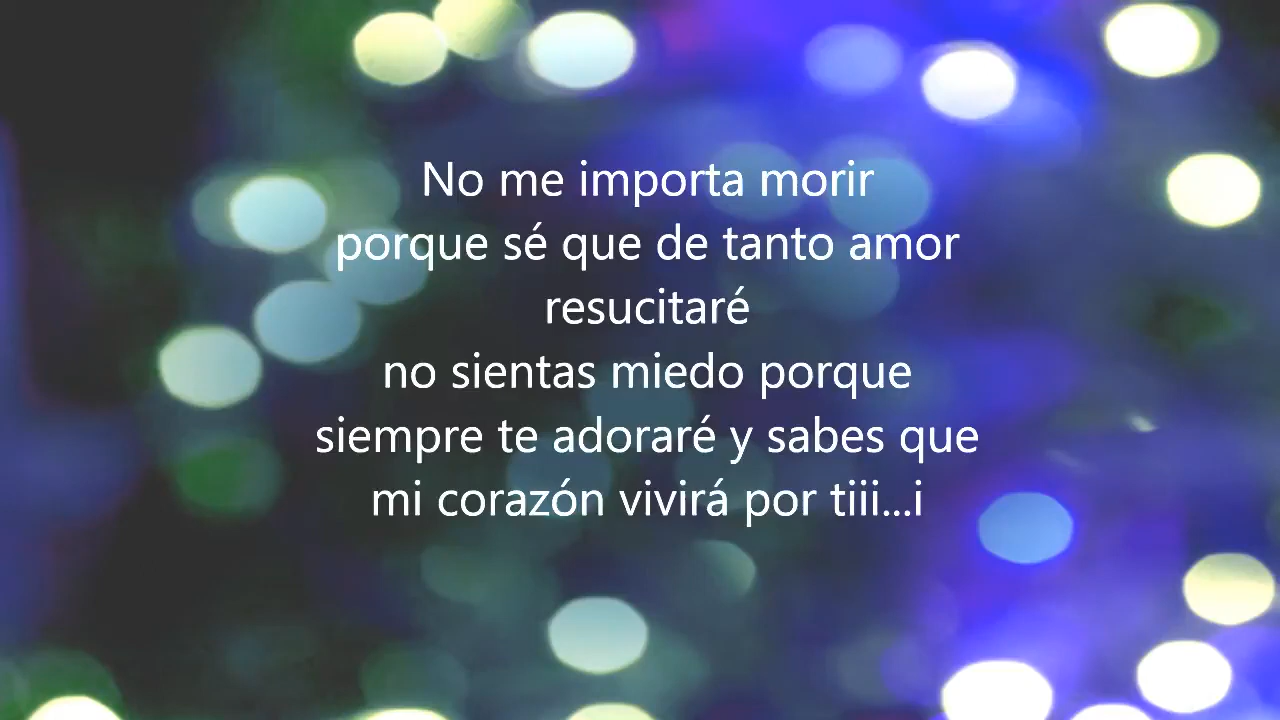 No me importa morir
porque sé que de tanto amor
resucitaré
no sientas miedo porque
siempre te adoraré y sabes que
mi corazón vivirá por tiii...i